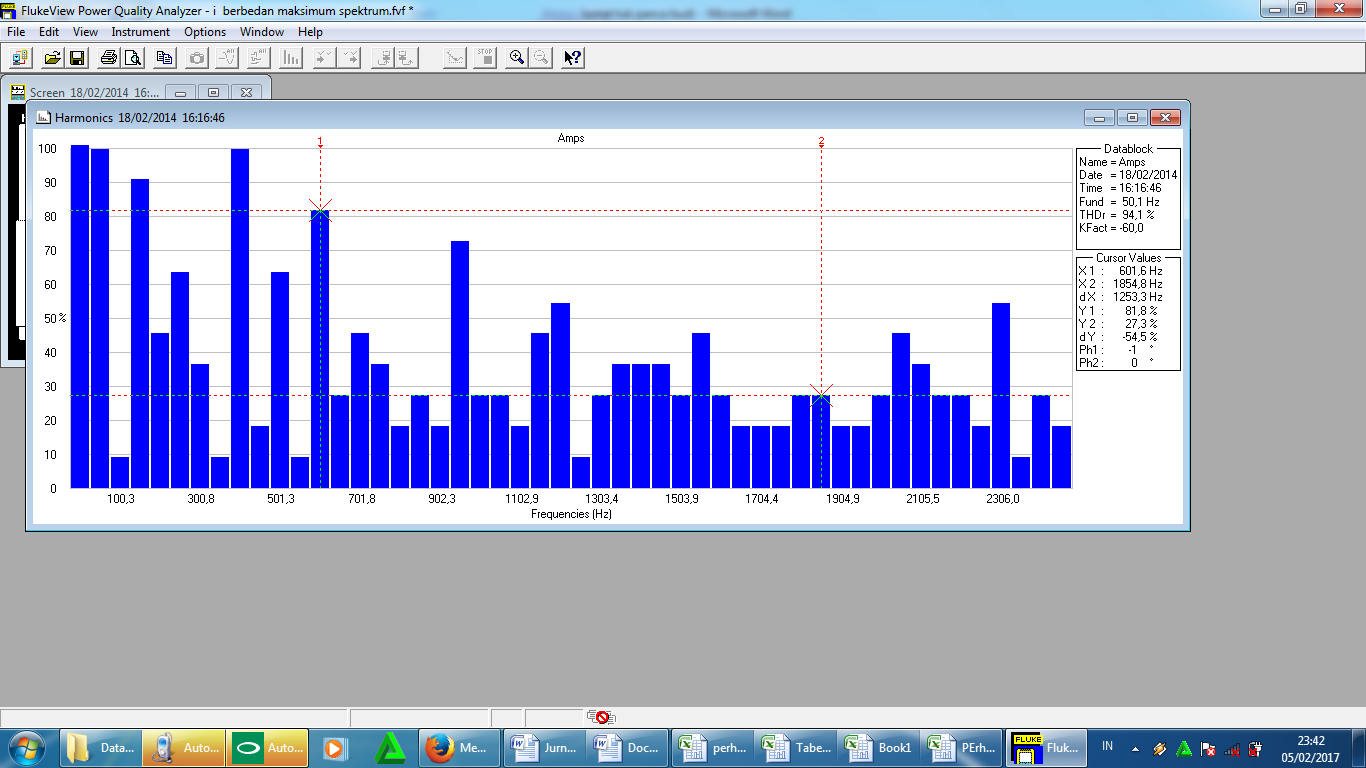 FlukeView Power Quality Analyzer - i  berbedan maksimum spektrum.fvf *
File Edit View Instrument Options Window Help
Screen 18/02/2014 16:...
Harmonics 18/02/2014 16:16:46
Amps
1
2
100
90
80
70
60
50 %
40
30
20
10
0
100,3 300,8 501,3 701,8 902,3 1102,9 1303,4 1503,9 1704,4 1904,9 2105,5 2306,0
Frequencies (Hz)
Datablock
Name = Amps
Date = 18/02/2014
Time = 16:16:46
Fund = 50,1 Hz
THDr = 94,1 %
KFact = -60,0
Cursor Values
X 1 : 601,6 Hz
X 2 : 1854,8 Hz
d X : 1253,3 Hz
Y 1 : 81,8 %
Y 2 : 27,3 %
d Y : -54,5 %
Ph1 : -1 °
Ph2 : 0 °
Data... Auto... Auto... Me... Jurn... Doc... perh... Tabe... Book1 PErh... FLUKE Fluk... IN 23:42
05/02/2017